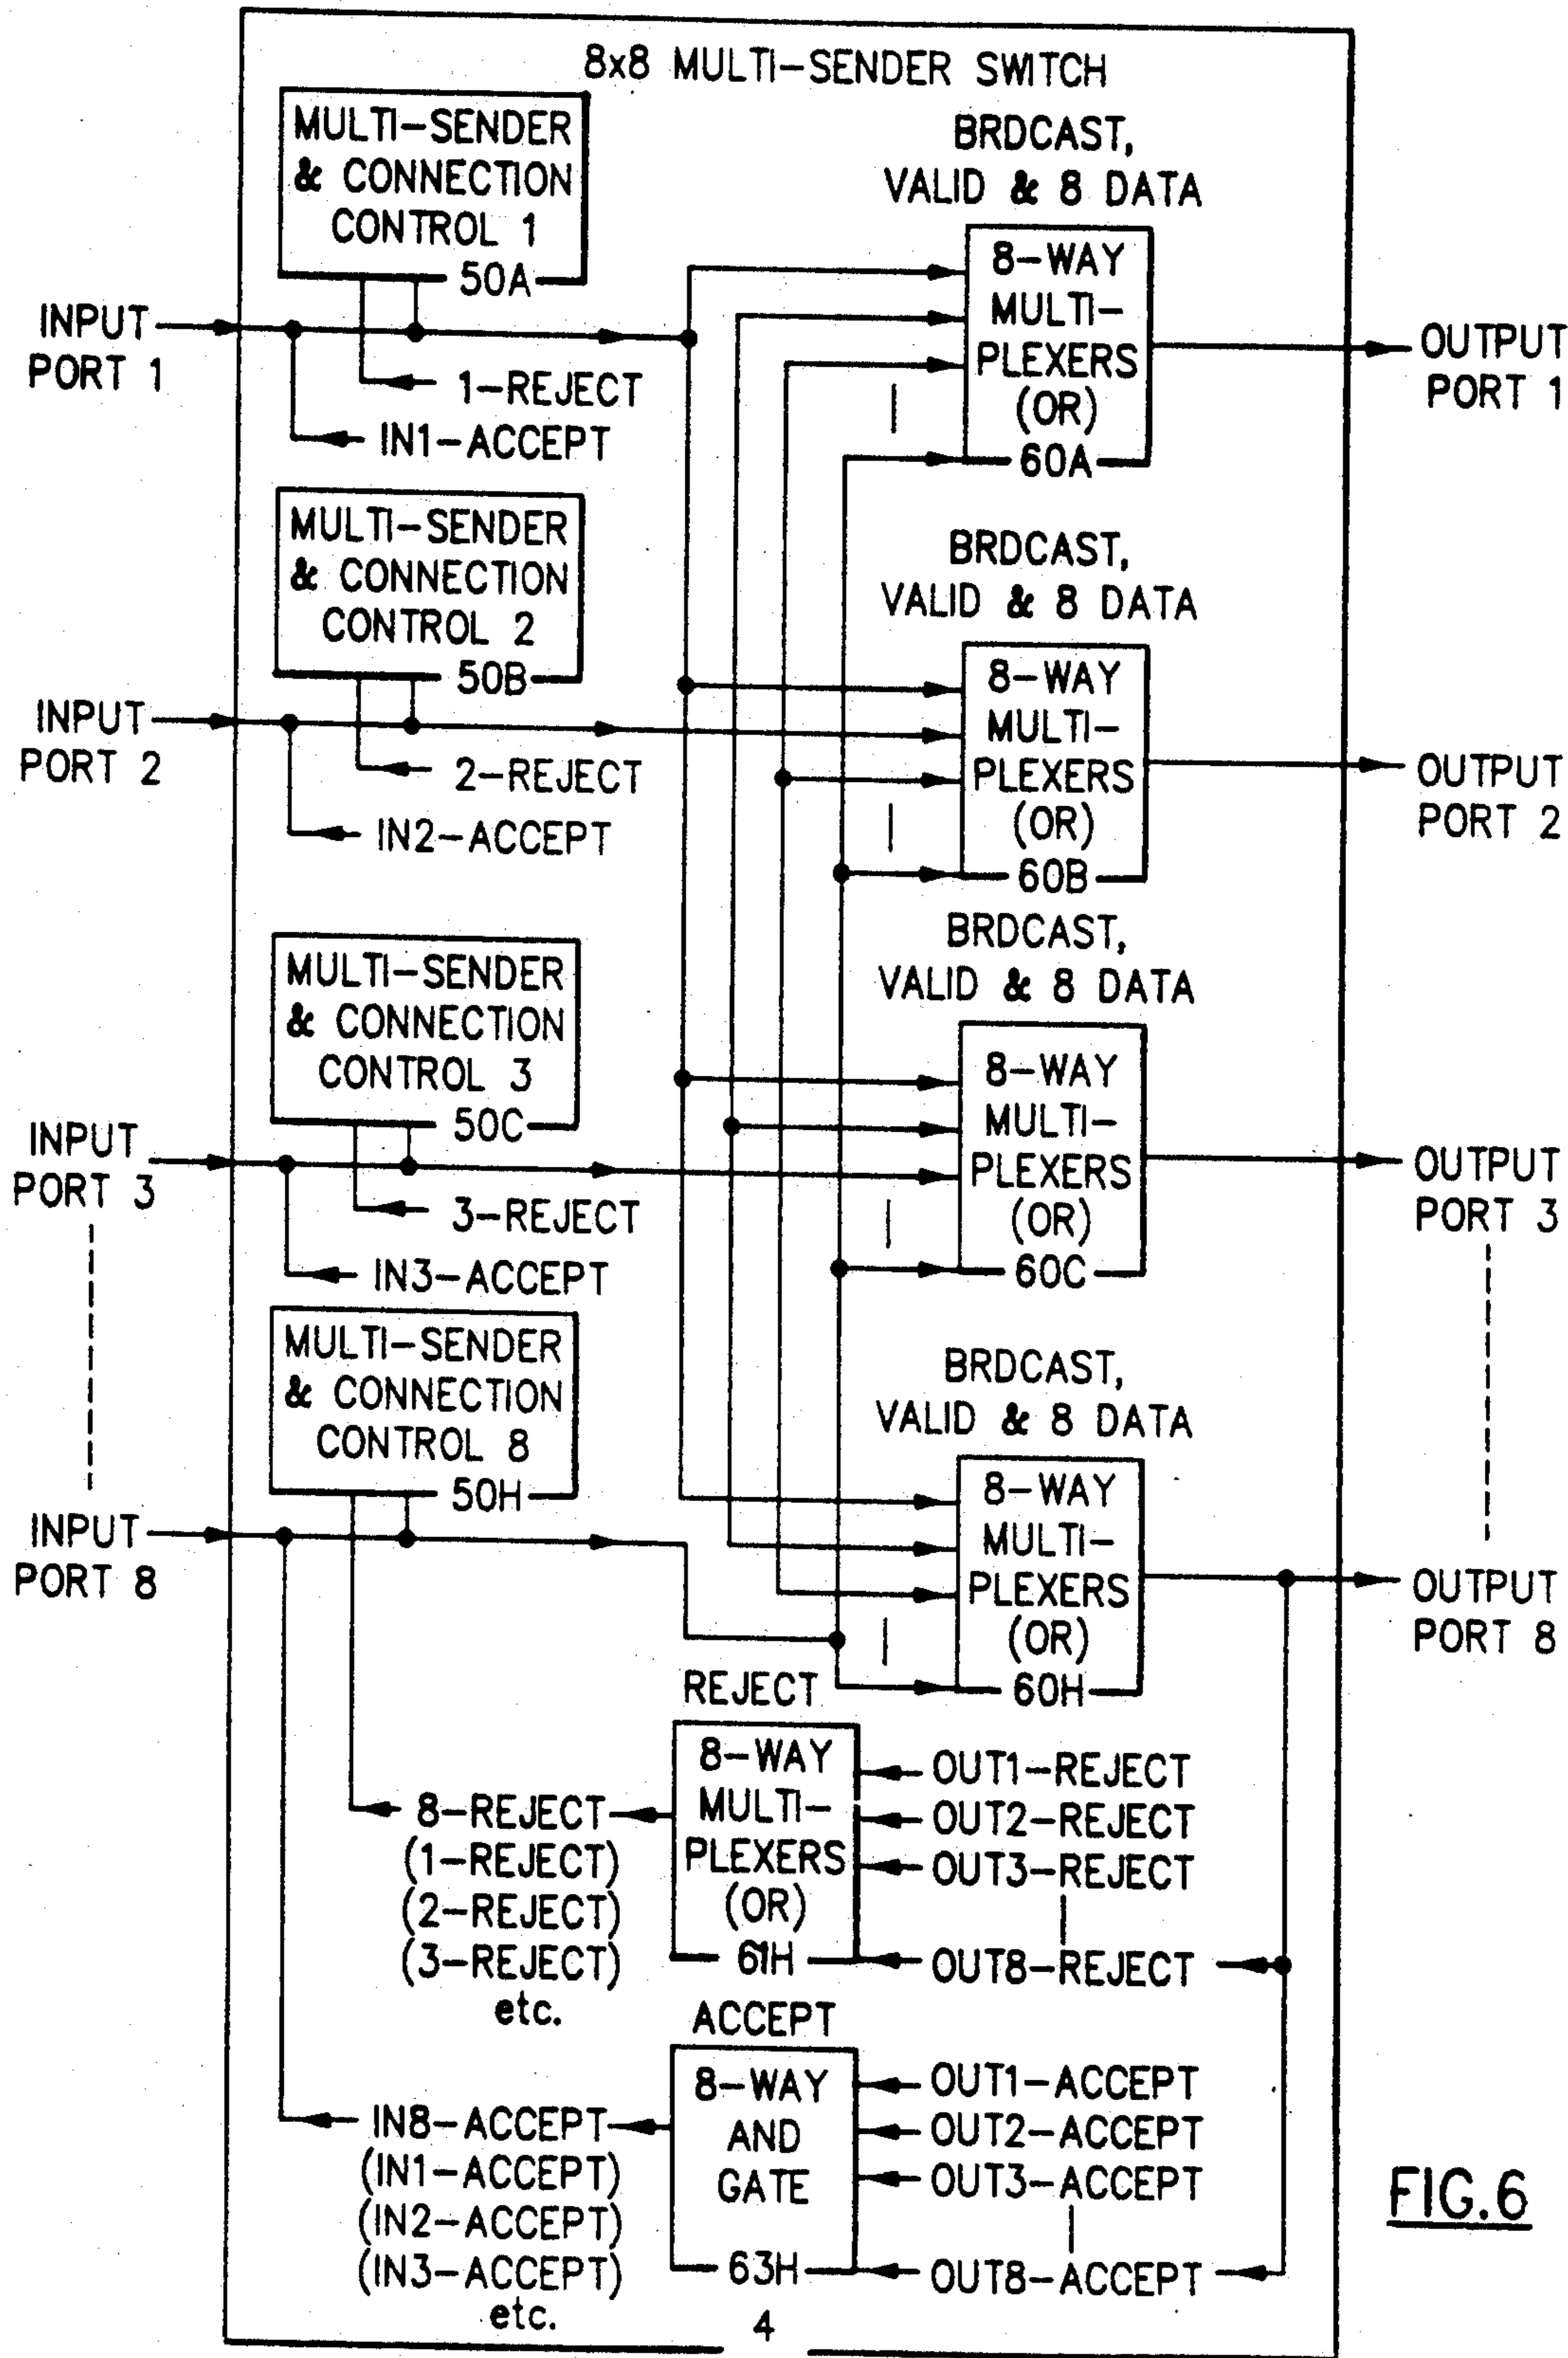 8x8 MULTI-SENDER SWITCH
MULTI-SENDER
& CONNECTION
CONTROL 1
50A
BRDCAST,
VALID & 8 DATA
8-WAY
MULTI-
PLEXERS
(OR)
60A
INPUT
PORT 1
1-REJECT
IN1-ACCEPT
OUTPUT
PORT 1
MULTI-SENDER
& CONNECTION
CONTROL 2
50B
BRDCAST,
VALID & 8 DATA
8-WAY
MULTI-
PLEXERS
(OR)
60B
INPUT
PORT 2
2-REJECT
IN2-ACCEPT
OUTPUT
PORT 2
MULTI-SENDER
& CONNECTION
CONTROL 3
50C
BRDCAST,
VALID & 8 DATA
8-WAY
MULTI-
PLEXERS
(OR)
60C
INPUT
PORT 3
3-REJECT
IN3-ACCEPT
OUTPUT
PORT 3
MULTI-SENDER
& CONNECTION
CONTROL 8
50H
BRDCAST,
VALID & 8 DATA
8-WAY
MULTI-
PLEXERS
(OR)
60H
INPUT
PORT 8
OUTPUT
PORT 8
REJECT
8-WAY
MULTI-
PLEXERS
(OR)
61H
8-REJECT
(1-REJECT)
(2-REJECT)
(3-REJECT)
etc.
OUT1-REJECT
OUT2-REJECT
OUT3-REJECT
OUT8-REJECT
ACCEPT
8-WAY
AND
GATE
63H
IN8-ACCEPT
(IN1-ACCEPT)
(IN2-ACCEPT)
(IN3-ACCEPT)
etc.
OUT1-ACCEPT
OUT2-ACCEPT
OUT3-ACCEPT
OUT8-ACCEPT
4
FIG.6